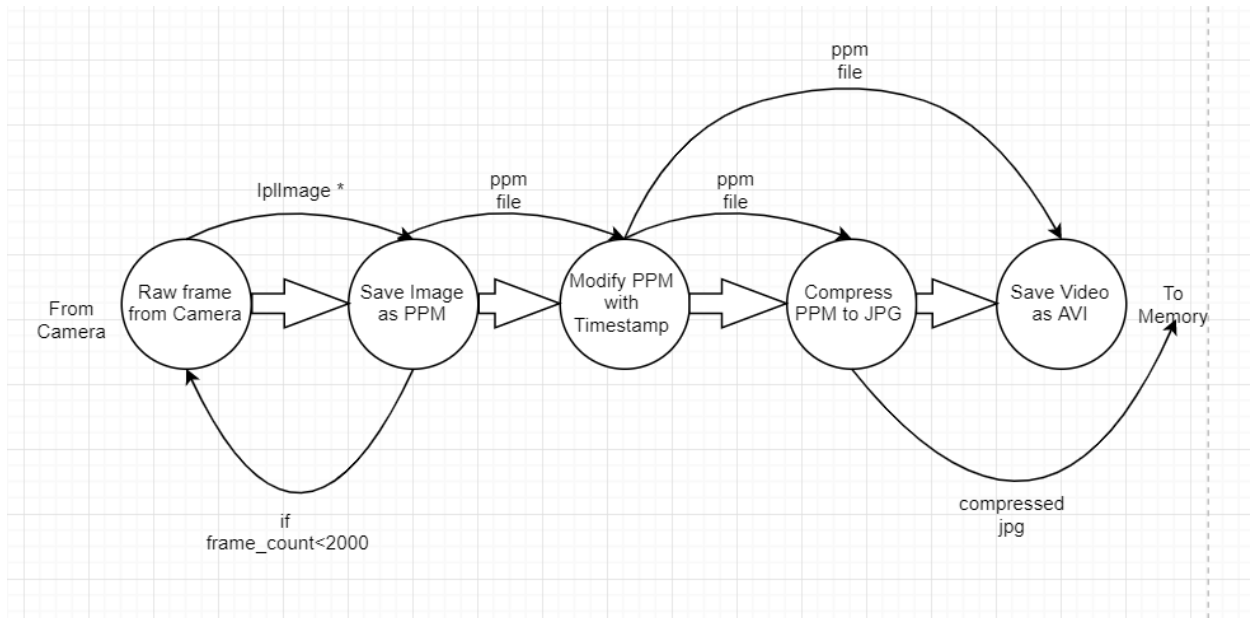 ppm
file
IplImage *
ppm
file
ppm
file
From
Camera
Raw frame
from Camera
Save Image
as PPM
Modify PPM
with
Timestamp
Compress
PPM to JPG
Save Video
as AVI
To
Memory
if
frame_count<2000
compressed
jpg